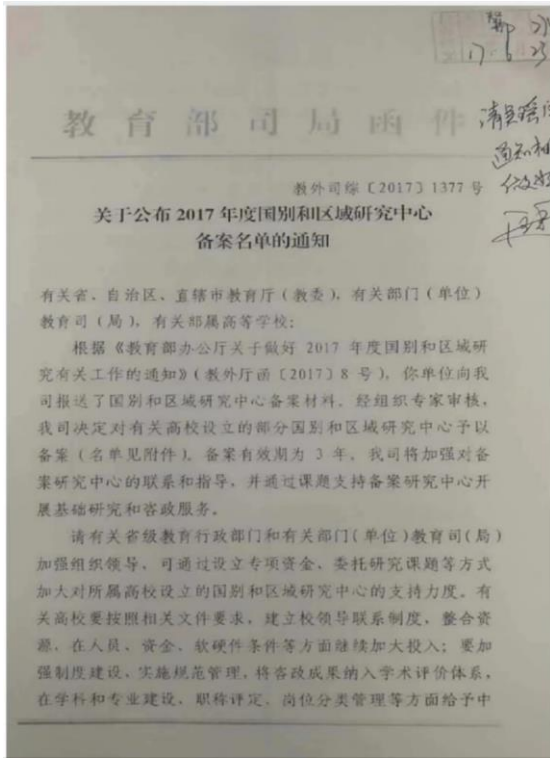 17 6 23
教育部司局函件
请吴瑶
通知
教外司综〔2017〕1377号
关于公布 2017 年度国别和区域研究中心
备案名单的通知
有关省、自治区、直辖市教育厅（教委），有关部门（单位）
教育司（局），有关部属高等学校：
根据《教育部办公厅关于做好 2017 年度国别和区域研
究有关工作的通知》（教外厅函〔2017〕8 号），你单位向我
司报送了国别和区域研究中心备案材料。经组织专家审核，
我司决定对有关高校设立的部分国别和区域研究中心予以
备案（名单见附件）。备案有效期为 3 年。我司将加强对备
案研究中心的联系和指导，并通过课题支持备案研究中心开
展基础研究和咨政服务。
请有关省级教育行政部门和有关部门（单位）教育司（局）
加强组织领导，可通过设立专项资金、委托研究课题等方式
加大对所属高校设立的国别和区域研究中心的支持力度。有
关高校要按照相关文件要求，建立校领导联系制度，整合资
源，在人员、资金、软硬件条件等方面继续加大投入；要加
强制度建设，实施规范管理，将咨政成果纳入学术评价体系，
在学科和专业建设、职称评定、岗位分类管理等方面给予中